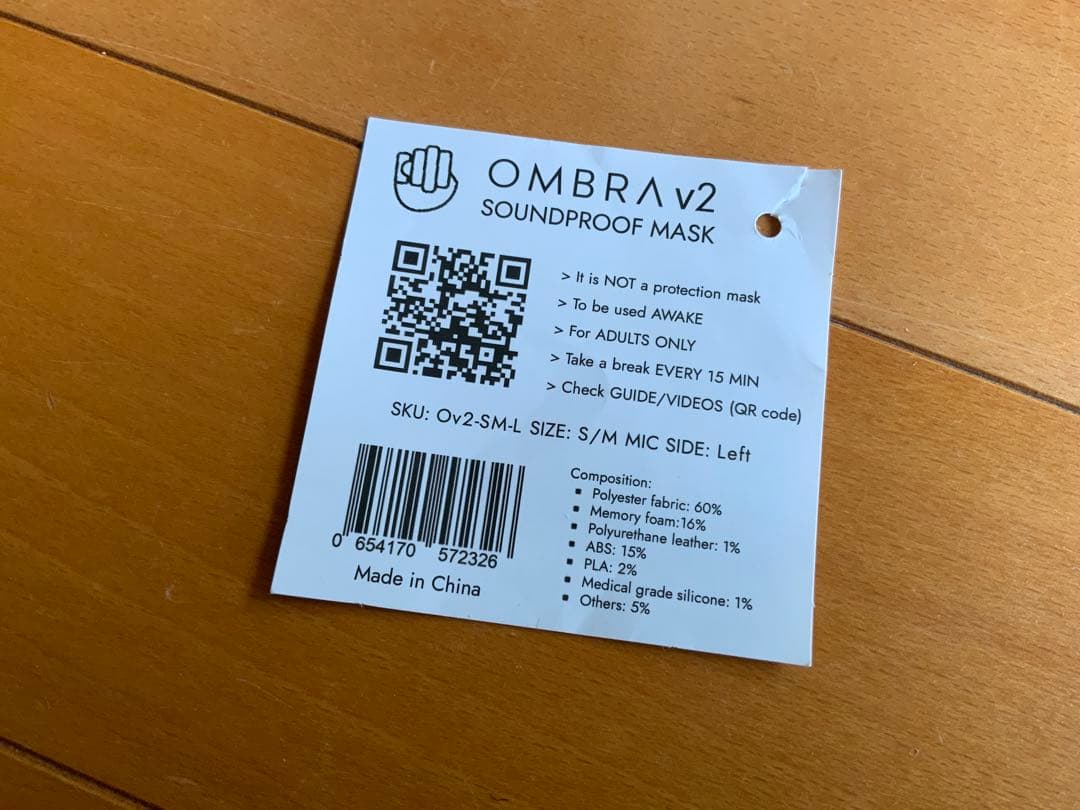 OMBRΛ v2
SOUNDPROOF MASK
> It is NOT a protection mask
> To be used AWAKE
> For ADULTS ONLY
> Take a break EVERY 15 MIN
> Check GUIDE/VIDEOS (QR code)
SKU: Ov2-SM-L SIZE: S/M MIC SIDE: Left
0 654170 572326
Made in China
Composition:
▪ Polyester fabric: 60%
▪ Memory foam:16%
▪ Polyurethane leather: 1%
▪ ABS: 15%
▪ PLA: 2%
▪ Medical grade silicone: 1%
▪ Others: 5%